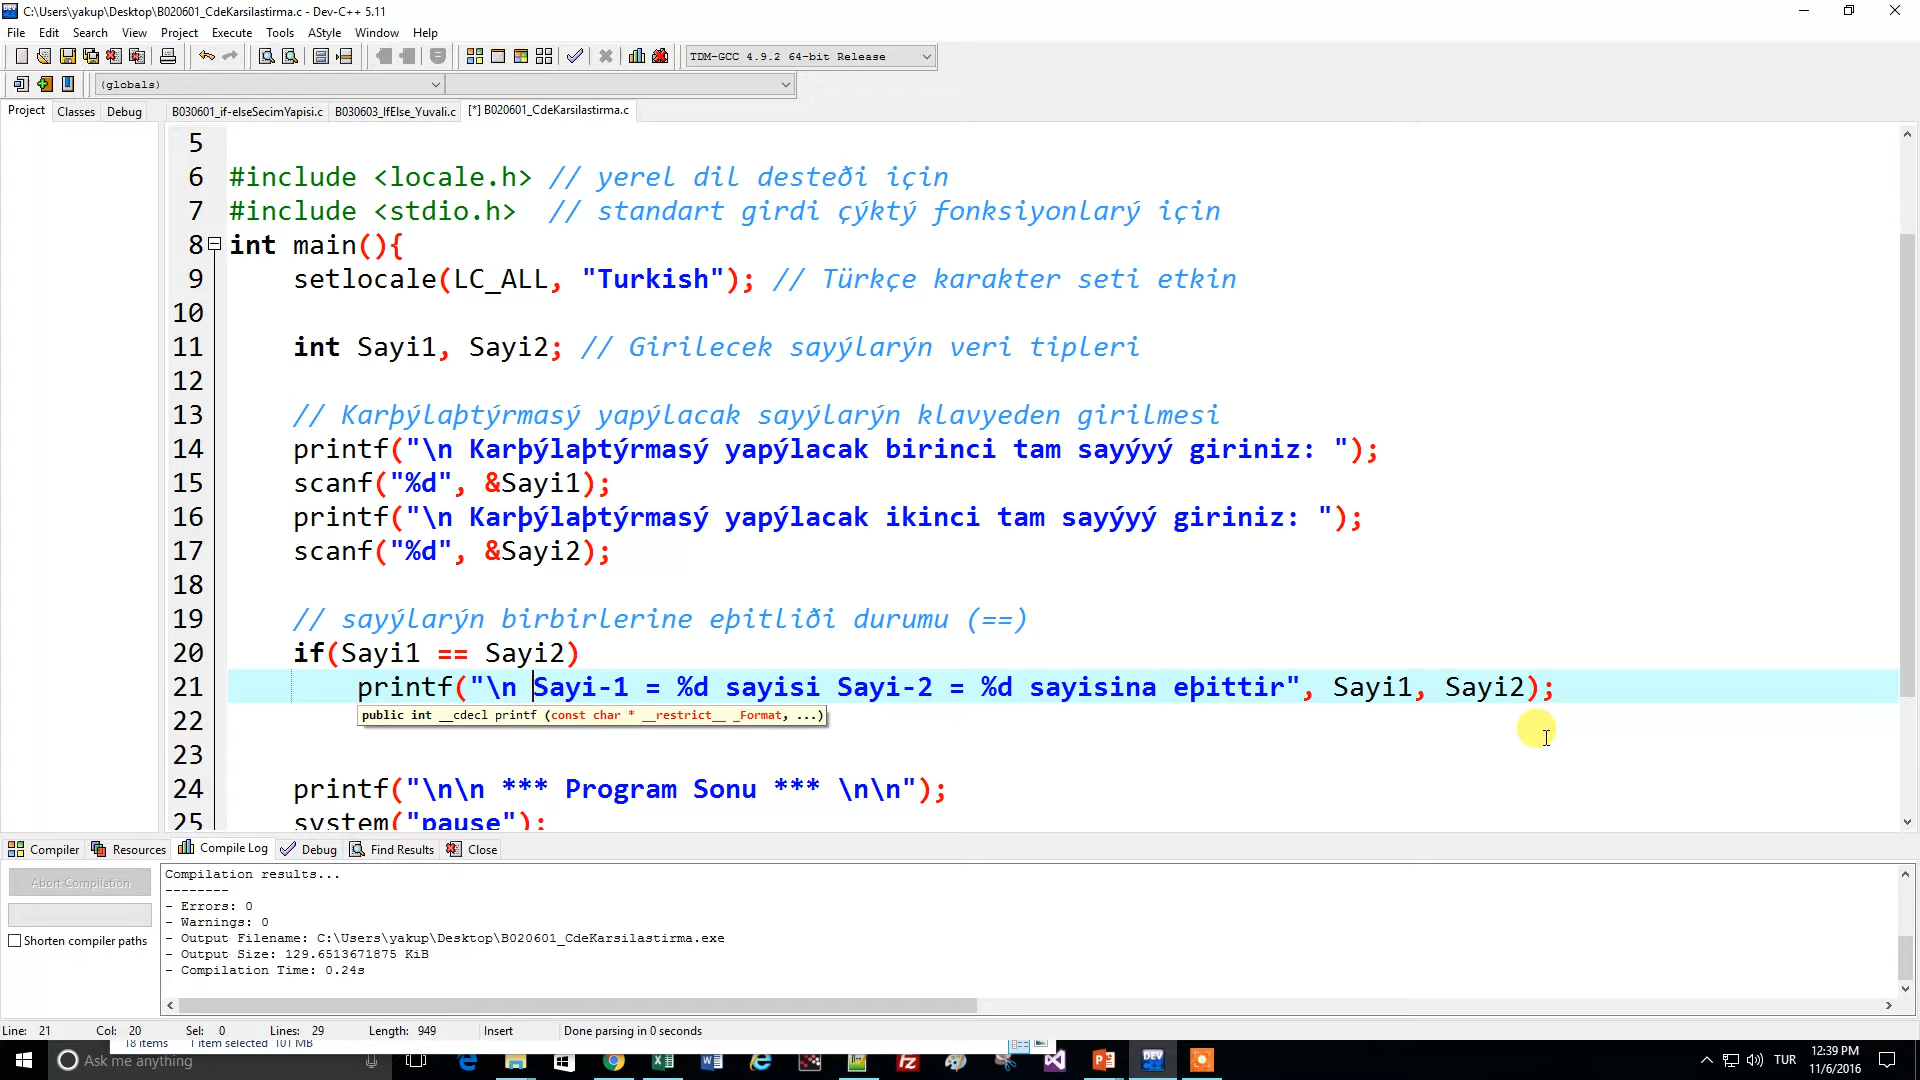 C:\Users\yakup\Desktop\B020601_CdeKarsilastirma.c - Dev-C++ 5.11
File Edit Search View Project Execute Tools AStyle Window Help
TDM-GCC 4.9.2 64-bit Release
(globals)
Project Classes Debug B030601_if-elseSecimYapisi.c B030603_IfElse_Yuvali.c [*] B020601_CdeKarsilastirma.c
5
6 #include <locale.h> // yerel dil desteði için
7 #include <stdio.h> // standart girdi çýktý fonksiyonlarý için
8 int main(){
9 setlocale(LC_ALL, "Turkish"); // Türkçe karakter seti etkin
10
11 int Sayi1, Sayi2; // Girilecek sayýlarýn veri tipleri
12
13 // Karþýlaþtýrmasý yapýlacak sayýlarýn klavyeden girilmesi
14 printf("\n Karþýlaþtýrmasý yapýlacak birinci tam sayýyý giriniz: ");
15 scanf("%d", &Sayi1);
16 printf("\n Karþýlaþtýrmasý yapýlacak ikinci tam sayýyý giriniz: ");
17 scanf("%d", &Sayi2);
18
19 // sayýlarýn birbirlerine eþitliði durumu (==)
20 if(Sayi1 == Sayi2)
21 printf("\n Sayi-1 = %d sayisi Sayi-2 = %d sayisina eþittir", Sayi1, Sayi2);
public int __cdecl printf (const char * __restrict__ _Format, ...)
22
23
24 printf("\n\n *** Program Sonu *** \n\n");
25 system("pause");
Compiler Resources Compile Log Debug Find Results Close
Abort Compilation
Shorten compiler paths
Compilation results...
--------
- Errors: 0
- Warnings: 0
- Output Filename: C:\Users\yakup\Desktop\B020601_CdeKarsilastirma.exe
- Output Size: 129.6513671875 KiB
- Compilation Time: 0.24s
Line: 21 Col: 20 Sel: 0 Lines: 29 Length: 949 Insert Done parsing in 0 seconds
18 items 1 item selected 101 MB
Ask me anything
DEV
TUR
12:39 PM
11/6/2016